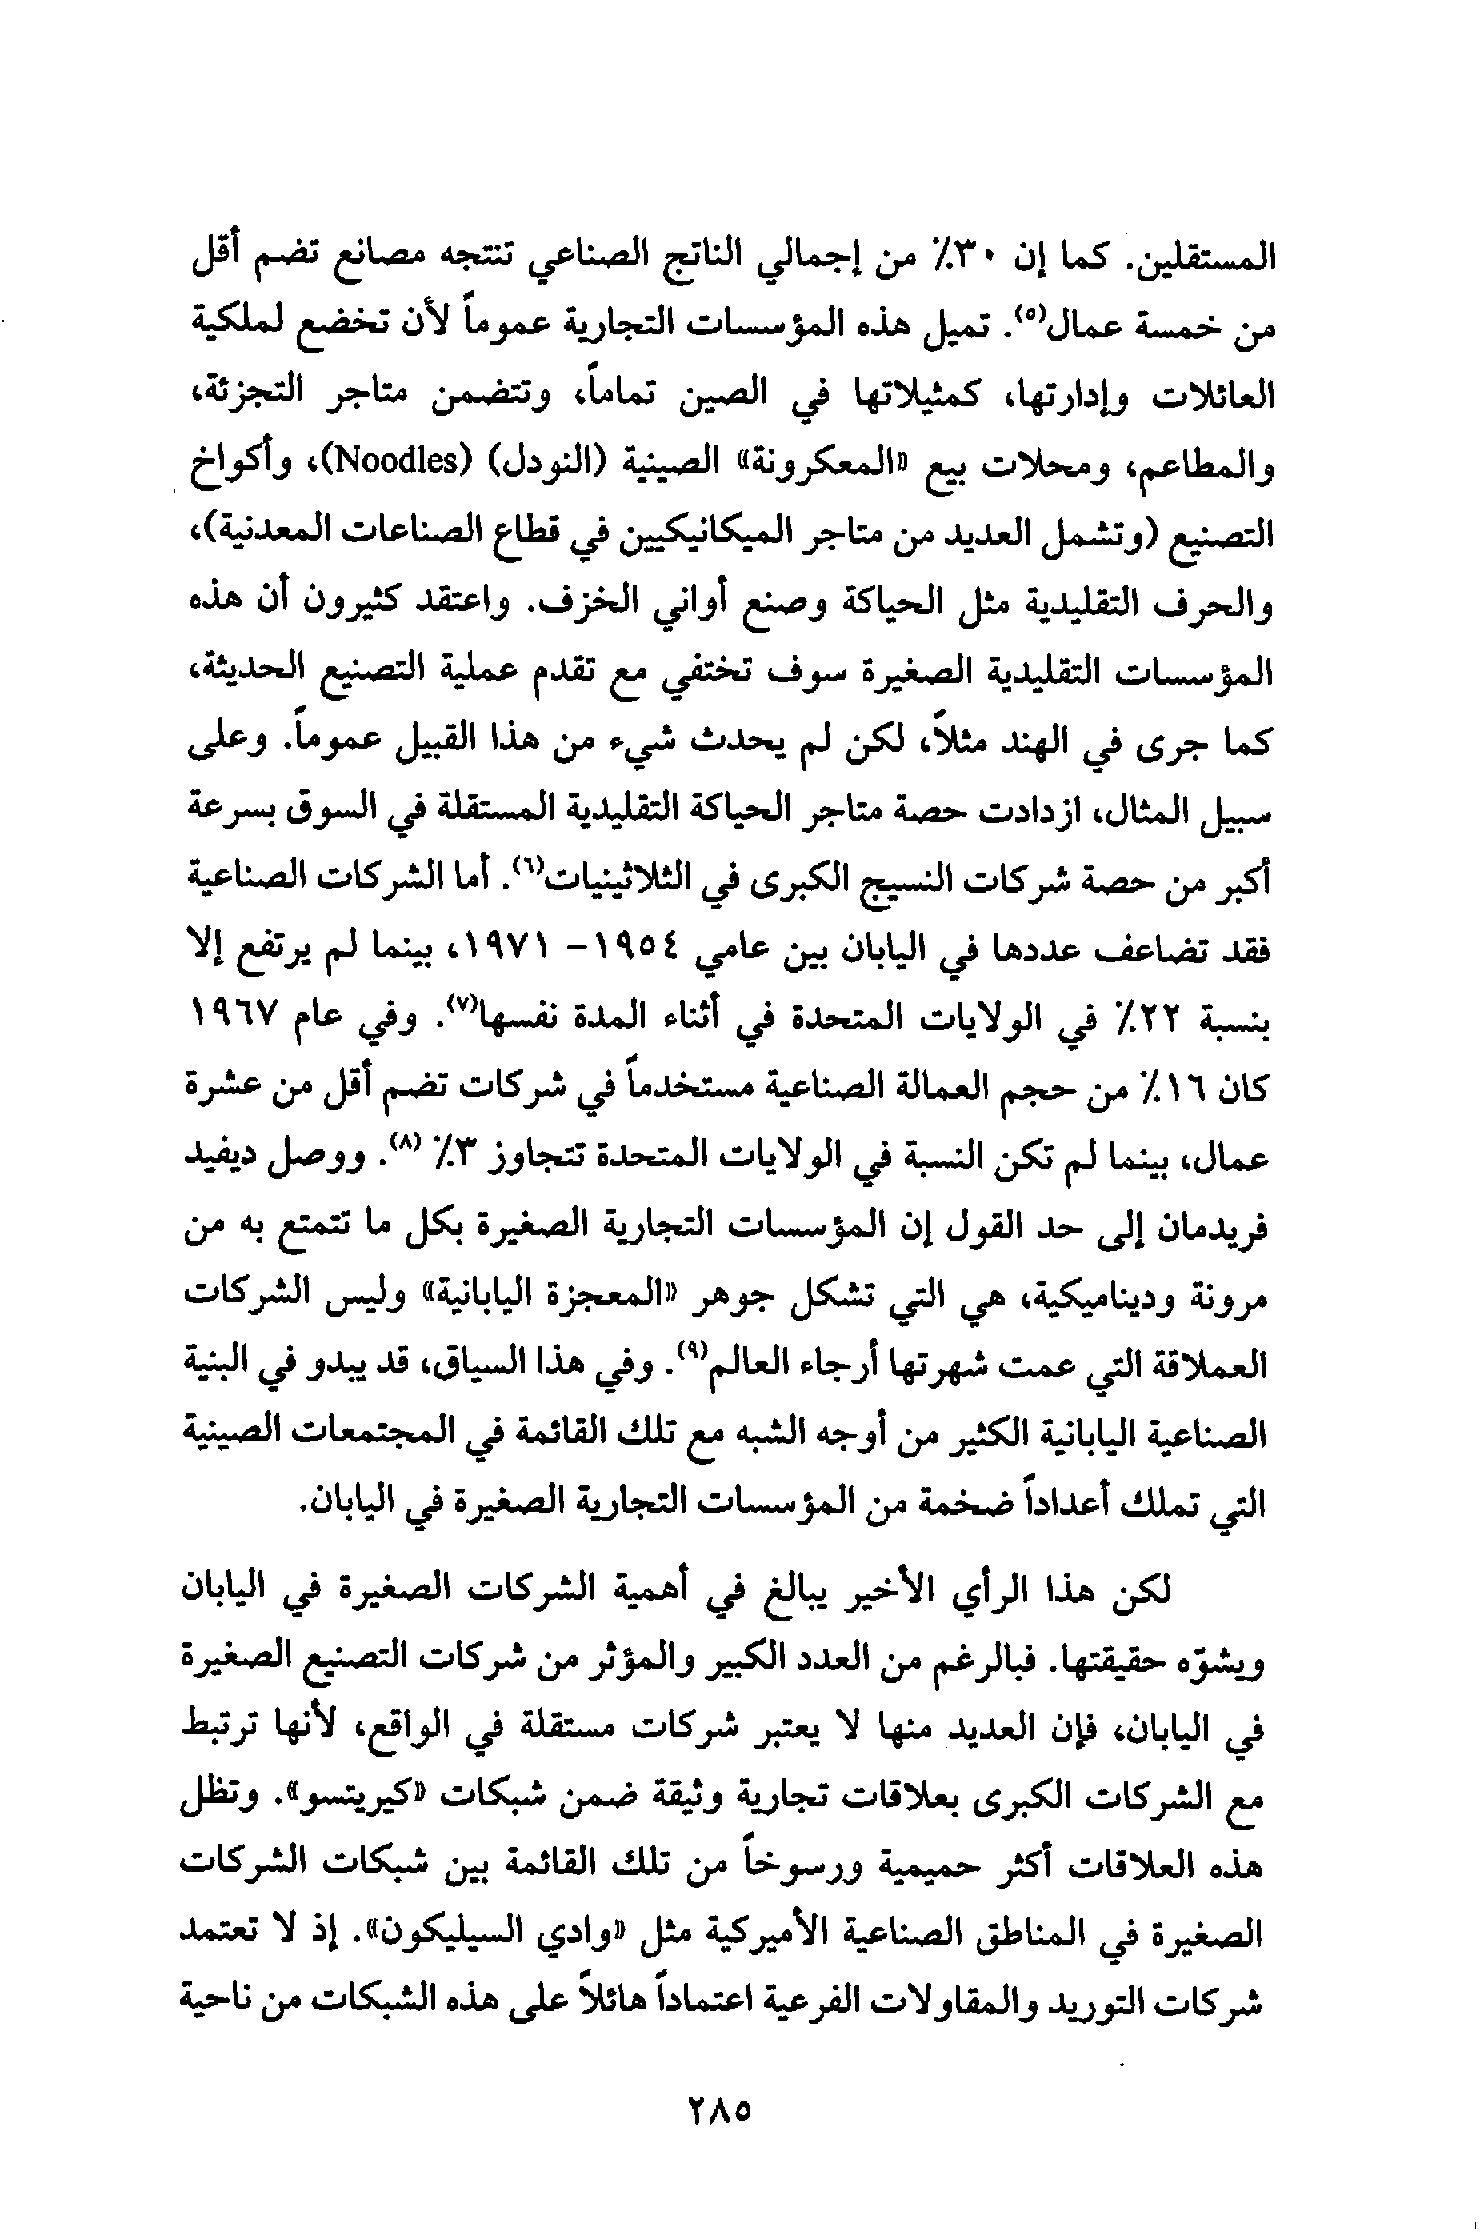 المستقلين. كما إن ٣٠٪ من إجمالي الناتج الصناعي تنتجه مصانع تضم أقل
من خمسة عمال(٥). تميل هذه المؤسسات التجارية عموماً لأن تخضع لملكية
العائلات وإدارتها، كمثيلاتها في الصين تماماً، وتتضمن متاجر التجزئة،
والمطاعم، ومحلات بيع «المعكرونة» الصينية (النودل) (Noodles)، وأكواخ
التصنيع (وتشمل العديد من متاجر الميكانيكيين في قطاع الصناعات المعدنية)،
والحرف التقليدية مثل الحياكة وصنع أواني الخزف. واعتقد كثيرون أن هذه
المؤسسات التقليدية الصغيرة سوف تختفي مع تقدم عملية التصنيع الحديثة،
كما جرى في الهند مثلاً، لكن لم يحدث شيء من هذا القبيل عموماً. وعلى
سبيل المثال، ازدادت حصة متاجر الحياكة التقليدية المستقلة في السوق بسرعة
أكبر من حصة شركات النسيج الكبرى في الثلاثينيات(٦). أما الشركات الصناعية
فقد تضاعف عددها في اليابان بين عامي ١٩٥٤ - ١٩٧١، بينما لم يرتفع إلا
بنسبة ٢٢٪ في الولايات المتحدة في أثناء المدة نفسها(٧). وفي عام ١٩٦٧
كان ١٦٪ من حجم العمالة الصناعية مستخدماً في شركات تضم أقل من عشرة
عمال، بينما لم تكن النسبة في الولايات المتحدة تتجاوز ٣٪ (٨). ووصل ديفيد
فريدمان إلى حد القول إن المؤسسات التجارية الصغيرة بكل ما تتمتع به من
مرونة وديناميكية، هي التي تشكل جوهر «المعجزة اليابانية» وليس الشركات
العملاقة التي عمت شهرتها أرجاء العالم(٩). وفي هذا السياق، قد يبدو في البنية
الصناعية اليابانية الكثير من أوجه الشبه مع تلك القائمة في المجتمعات الصينية
التي تملك أعداداً ضخمة من المؤسسات التجارية الصغيرة في اليابان.
لكن هذا الرأي الأخير يبالغ في أهمية الشركات الصغيرة في اليابان
ويشوّه حقيقتها. فبالرغم من العدد الكبير والمؤثر من شركات التصنيع الصغيرة
في اليابان، فإن العديد منها لا يعتبر شركات مستقلة في الواقع، لأنها ترتبط
مع الشركات الكبرى بعلاقات تجارية وثيقة ضمن شبكات «كيريتسو». وتظل
هذه العلاقات أكثر حميمية ورسوخاً من تلك القائمة بين شبكات الشركات
الصغيرة في المناطق الصناعية الأميركية مثل «وادي السيليكون». إذ لا تعتمد
شركات التوريد والمقاولات الفرعية اعتماداً هائلاً على هذه الشبكات من ناحية
٢٨٥